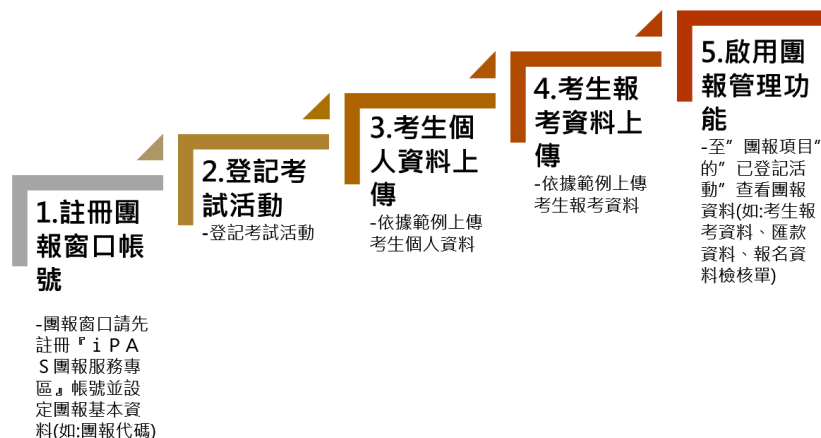 1.註冊團
報窗口帳
號
-團報窗口請先
註冊『ｉＰＡ
Ｓ團報服務專
區』帳號並設
定團報基本資
料(如:團報代碼)
2.登記考
試活動
-登記考試活動
3.考生個
人資料上
傳
-依據範例上傳
考生個人資料
4.考生報
考資料上
傳
-依據範例上傳
考生報考資料
5.啟用團
報管理功
能
-至”團報項目”
的”已登記活
動”查看團報
資料(如:考生報
考資料、匯款
資料、報名資
料檢核單)